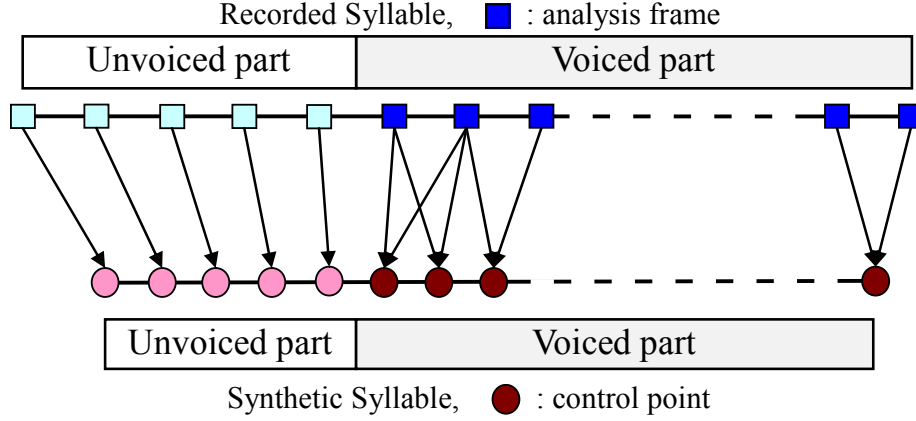 Recorded Syllable, : analysis frame
Unvoiced part Voiced part
Unvoiced part Voiced part
Synthetic Syllable, : control point